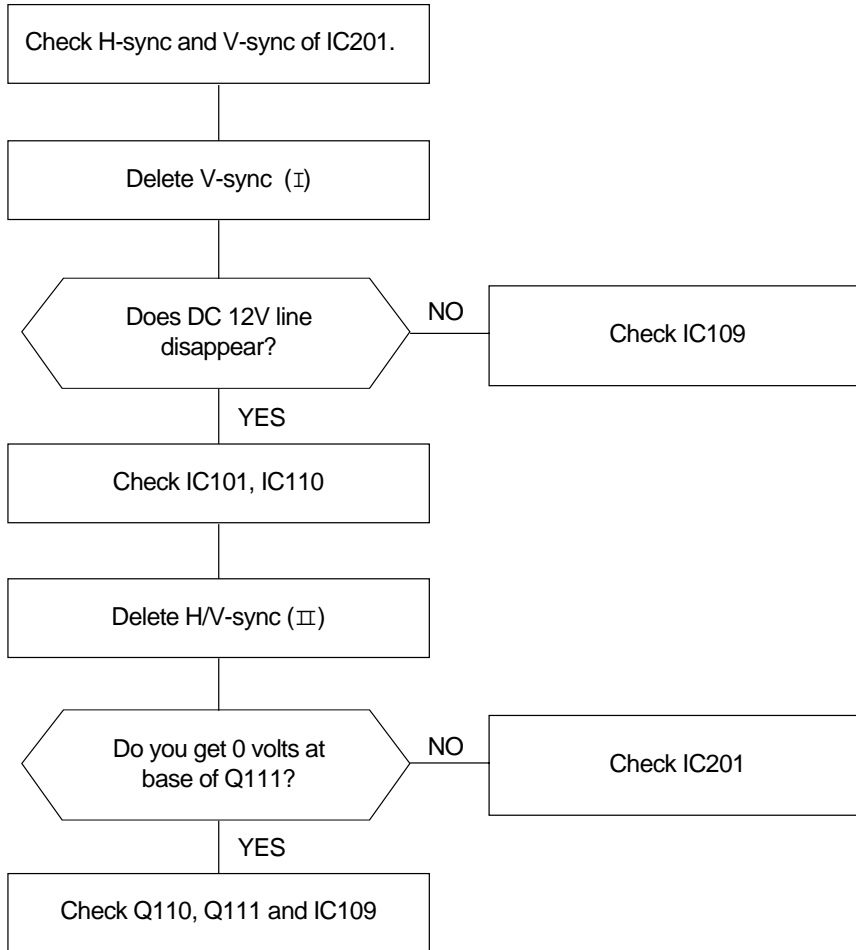 Check H-sync and V-sync of IC201.
Delete V-sync (I)
Does DC 12V line
disappear?
NO
Check IC109
YES
Check IC101, IC110
Delete H/V-sync (II)
Do you get 0 volts at
base of Q111?
NO
Check IC201
YES
Check Q110, Q111 and IC109